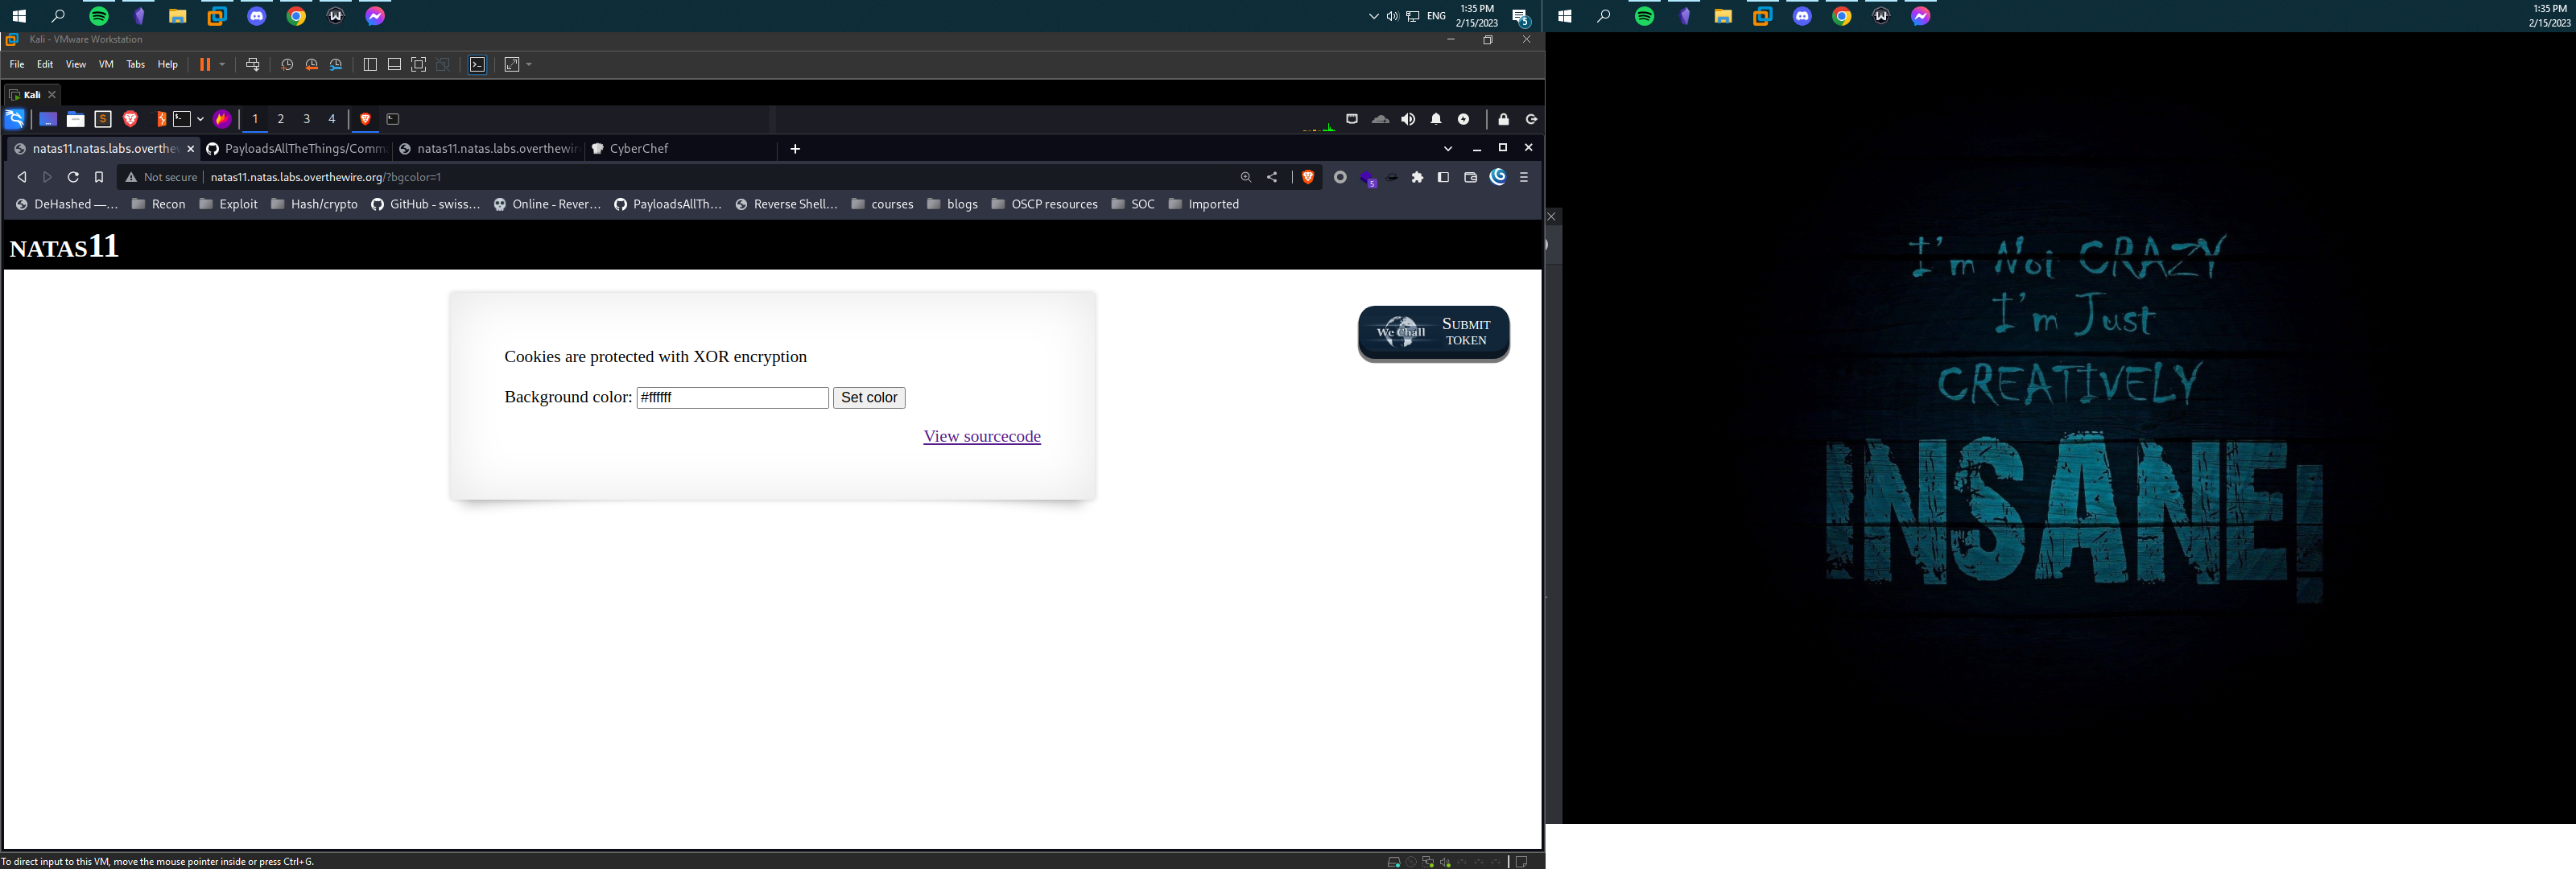 ENG
1:35 PM
2/15/2023
5
1:35 PM
2/15/2023
Kali - VMware Workstation
File Edit View VM Tabs Help
Kali
1 2 3 4
natas11.natas.labs.overthew
PayloadsAllTheThings/Comm
natas11.natas.labs.overthewir
CyberChef
Not secure natas11.natas.labs.overthewire.org/?bgcolor=1
5
DeHashed —... Recon Exploit Hash/crypto GitHub - swiss... Online - Rever... PayloadsAllTh... Reverse Shell... courses blogs OSCP resources SOC Imported
NATAS11
We Chall SUBMIT
TOKEN
Cookies are protected with XOR encryption
Background color: #ffffff Set color
View sourcecode
To direct input to this VM, move the mouse pointer inside or press Ctrl+G.
I'm Not CRAZY
I'm Just
CREATIVELY
INSANE!